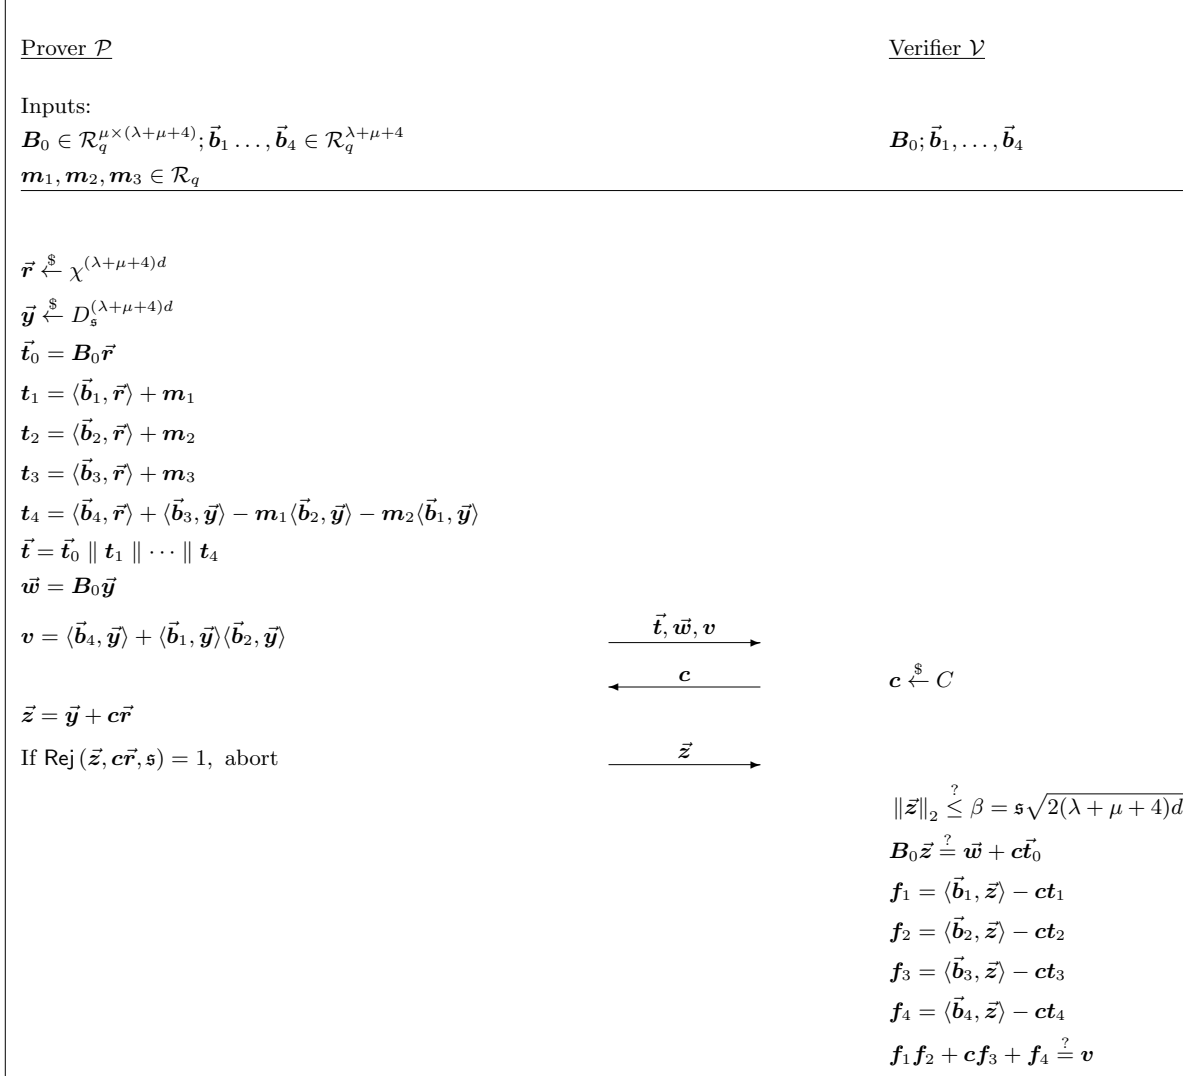 Prover 𝒫 Verifier 𝒱
Inputs:
B₀ ∈ ℛ_q^{μ×(λ+μ+4)}; b⃗₁ …, b⃗₄ ∈ ℛ_q^{λ+μ+4} B₀; b⃗₁, …, b⃗₄
m₁, m₂, m₃ ∈ ℛ_q
r⃗ ←$ χ^{(λ+μ+4)d}
y⃗ ←$ D_𝔰^{(λ+μ+4)d}
t⃗₀ = B₀r⃗
t₁ = ⟨b⃗₁, r⃗⟩ + m₁
t₂ = ⟨b⃗₂, r⃗⟩ + m₂
t₃ = ⟨b⃗₃, r⃗⟩ + m₃
t₄ = ⟨b⃗₄, r⃗⟩ + ⟨b⃗₃, y⃗⟩ − m₁⟨b⃗₂, y⃗⟩ − m₂⟨b⃗₁, y⃗⟩
t⃗ = t⃗₀ ∥ t₁ ∥ ⋯ ∥ t₄
w⃗ = B₀y⃗
v = ⟨b⃗₄, y⃗⟩ + ⟨b⃗₁, y⃗⟩⟨b⃗₂, y⃗⟩ t⃗, w⃗, v
c c ←$ C
z⃗ = y⃗ + cr⃗
If Rej (z⃗, cr⃗, 𝔰) = 1, abort z⃗
‖z⃗‖₂ ≤? β = 𝔰√(2(λ + μ + 4)d)
B₀z⃗ =? w⃗ + ct⃗₀
f₁ = ⟨b⃗₁, z⃗⟩ − ct₁
f₂ = ⟨b⃗₂, z⃗⟩ − ct₂
f₃ = ⟨b⃗₃, z⃗⟩ − ct₃
f₄ = ⟨b⃗₄, z⃗⟩ − ct₄
f₁f₂ + cf₃ + f₄ =? v